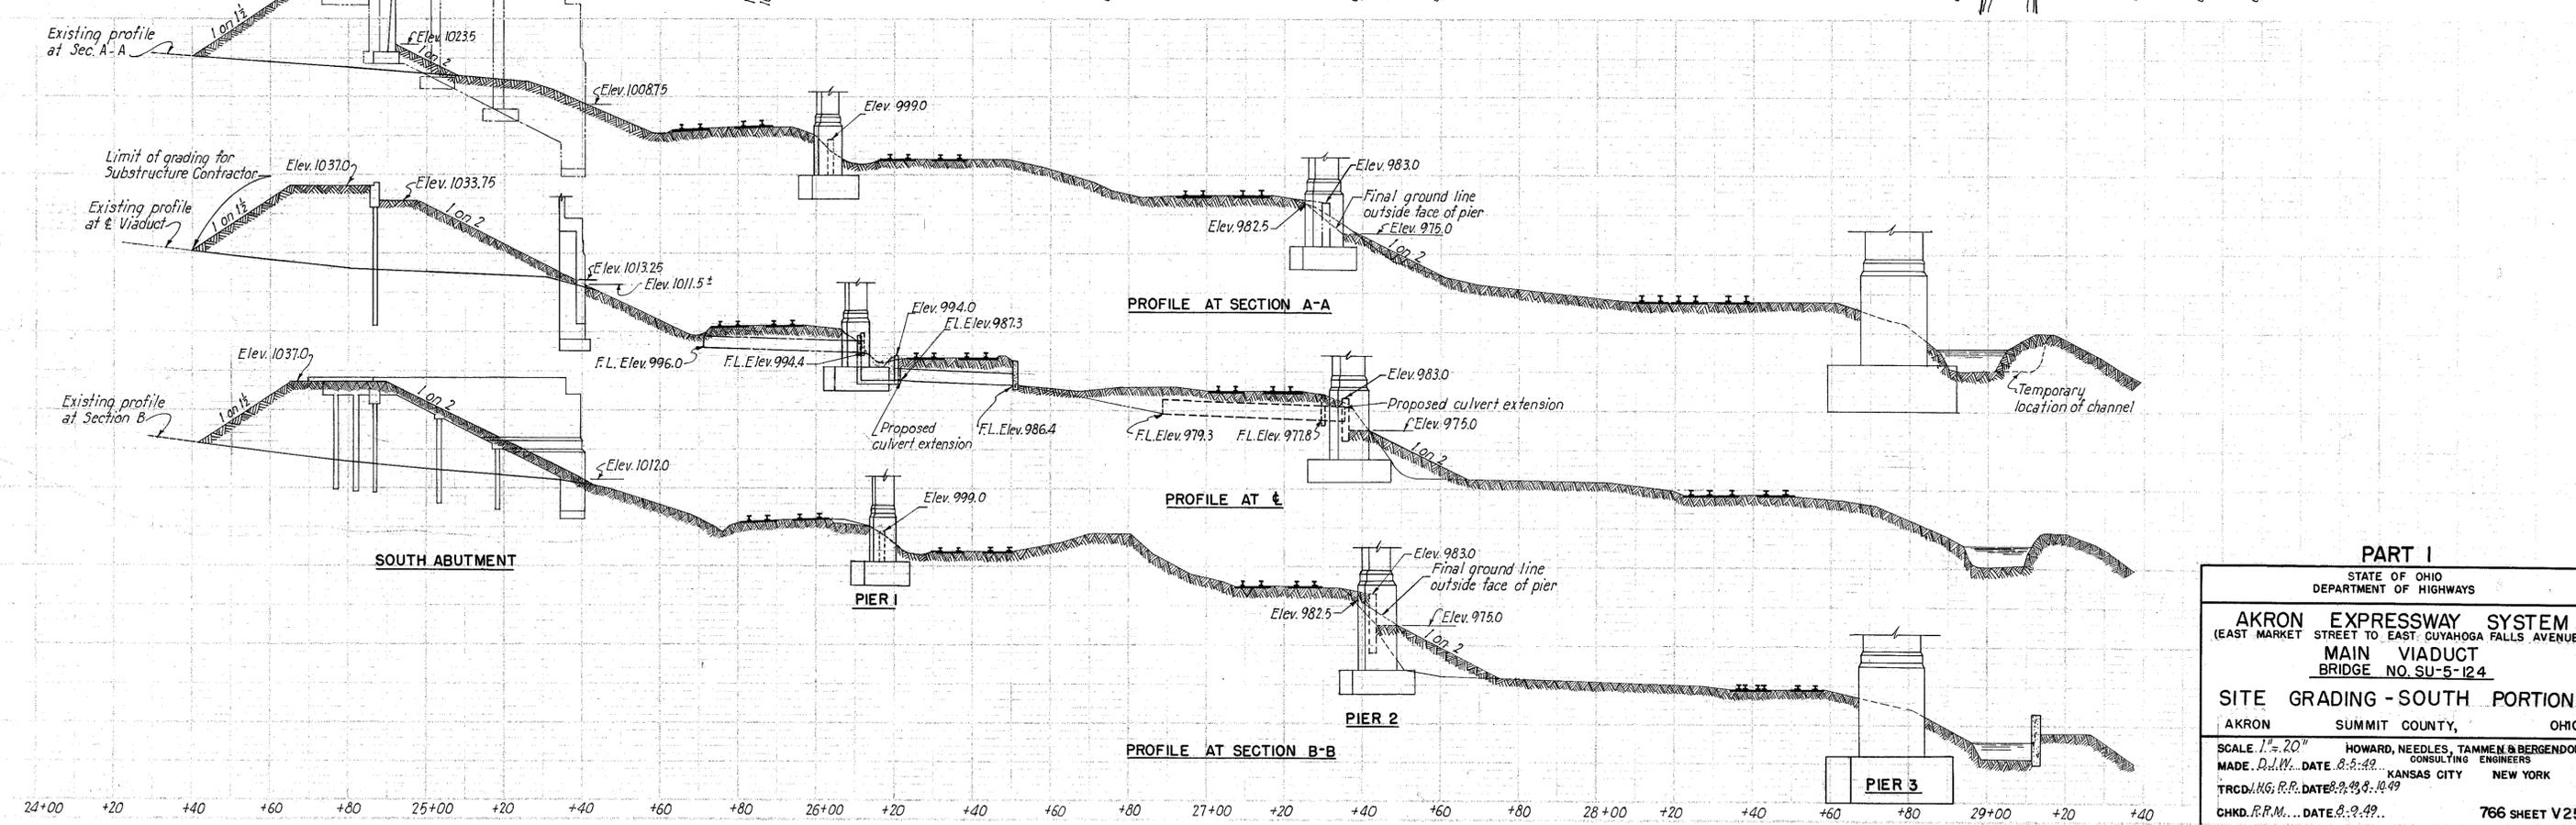 1 on 1½
Existing profile
at Sec. A-A
Elev. 1023.5
1 on 2
Elev. 1008.75
Elev. 999.0
Elev. 983.0
Final ground line
outside face of pier
Elev. 982.5
Elev. 975.0
1 on 2
PROFILE AT SECTION A-A
Temporary
location of channel
Limit of grading for
Substructure Contractor
Elev. 1037.0
Elev. 1033.75
Existing profile
at ℄ Viaduct
1 on 1½
1 on 2
Elev. 1013.25
Elev. 1011.5±
Elev. 994.0
F.L. Elev. 987.3
F.L. Elev. 996.0
F.L. Elev. 994.4
Proposed
culvert extension
F.L. Elev. 986.4
Elev. 983.0
Proposed culvert extension
F.L. Elev. 979.3
F.L. Elev. 977.8
Elev. 975.0
1 on 2
PROFILE AT ℄
Elev. 1037.0
Existing profile
at Section B
1 on 1½
1 on 2
Elev. 1012.0
SOUTH ABUTMENT
Elev. 999.0
PIER 1
Elev. 983.0
Final ground line
outside face of pier
Elev. 982.5
Elev. 975.0
1 on 2
PIER 2
PROFILE AT SECTION B-B
PIER 3
24+00 +20 +40 +60 +80 25+00 +20 +40 +60 +80 26+00 +20 +40 +60 +80 27+00 +20 +40 +60 +80 28+00 +20 +40 +60 +80 29+00 +20 +40
PART 1
STATE OF OHIO
DEPARTMENT OF HIGHWAYS
AKRON EXPRESSWAY SYSTEM
(EAST MARKET STREET TO EAST CUYAHOGA FALLS AVENUE
MAIN VIADUCT
BRIDGE NO. SU-5-124
SITE GRADING - SOUTH PORTION
AKRON SUMMIT COUNTY, OHIO
SCALE 1"=20" HOWARD, NEEDLES, TAMMEN & BERGENDO
CONSULTING ENGINEERS
MADE D.J.W. DATE 8-5-49
KANSAS CITY NEW YORK
TRCD. R.R. DATE
CHKD. R.R.M. DATE 8-9-49
766 SHEET V21